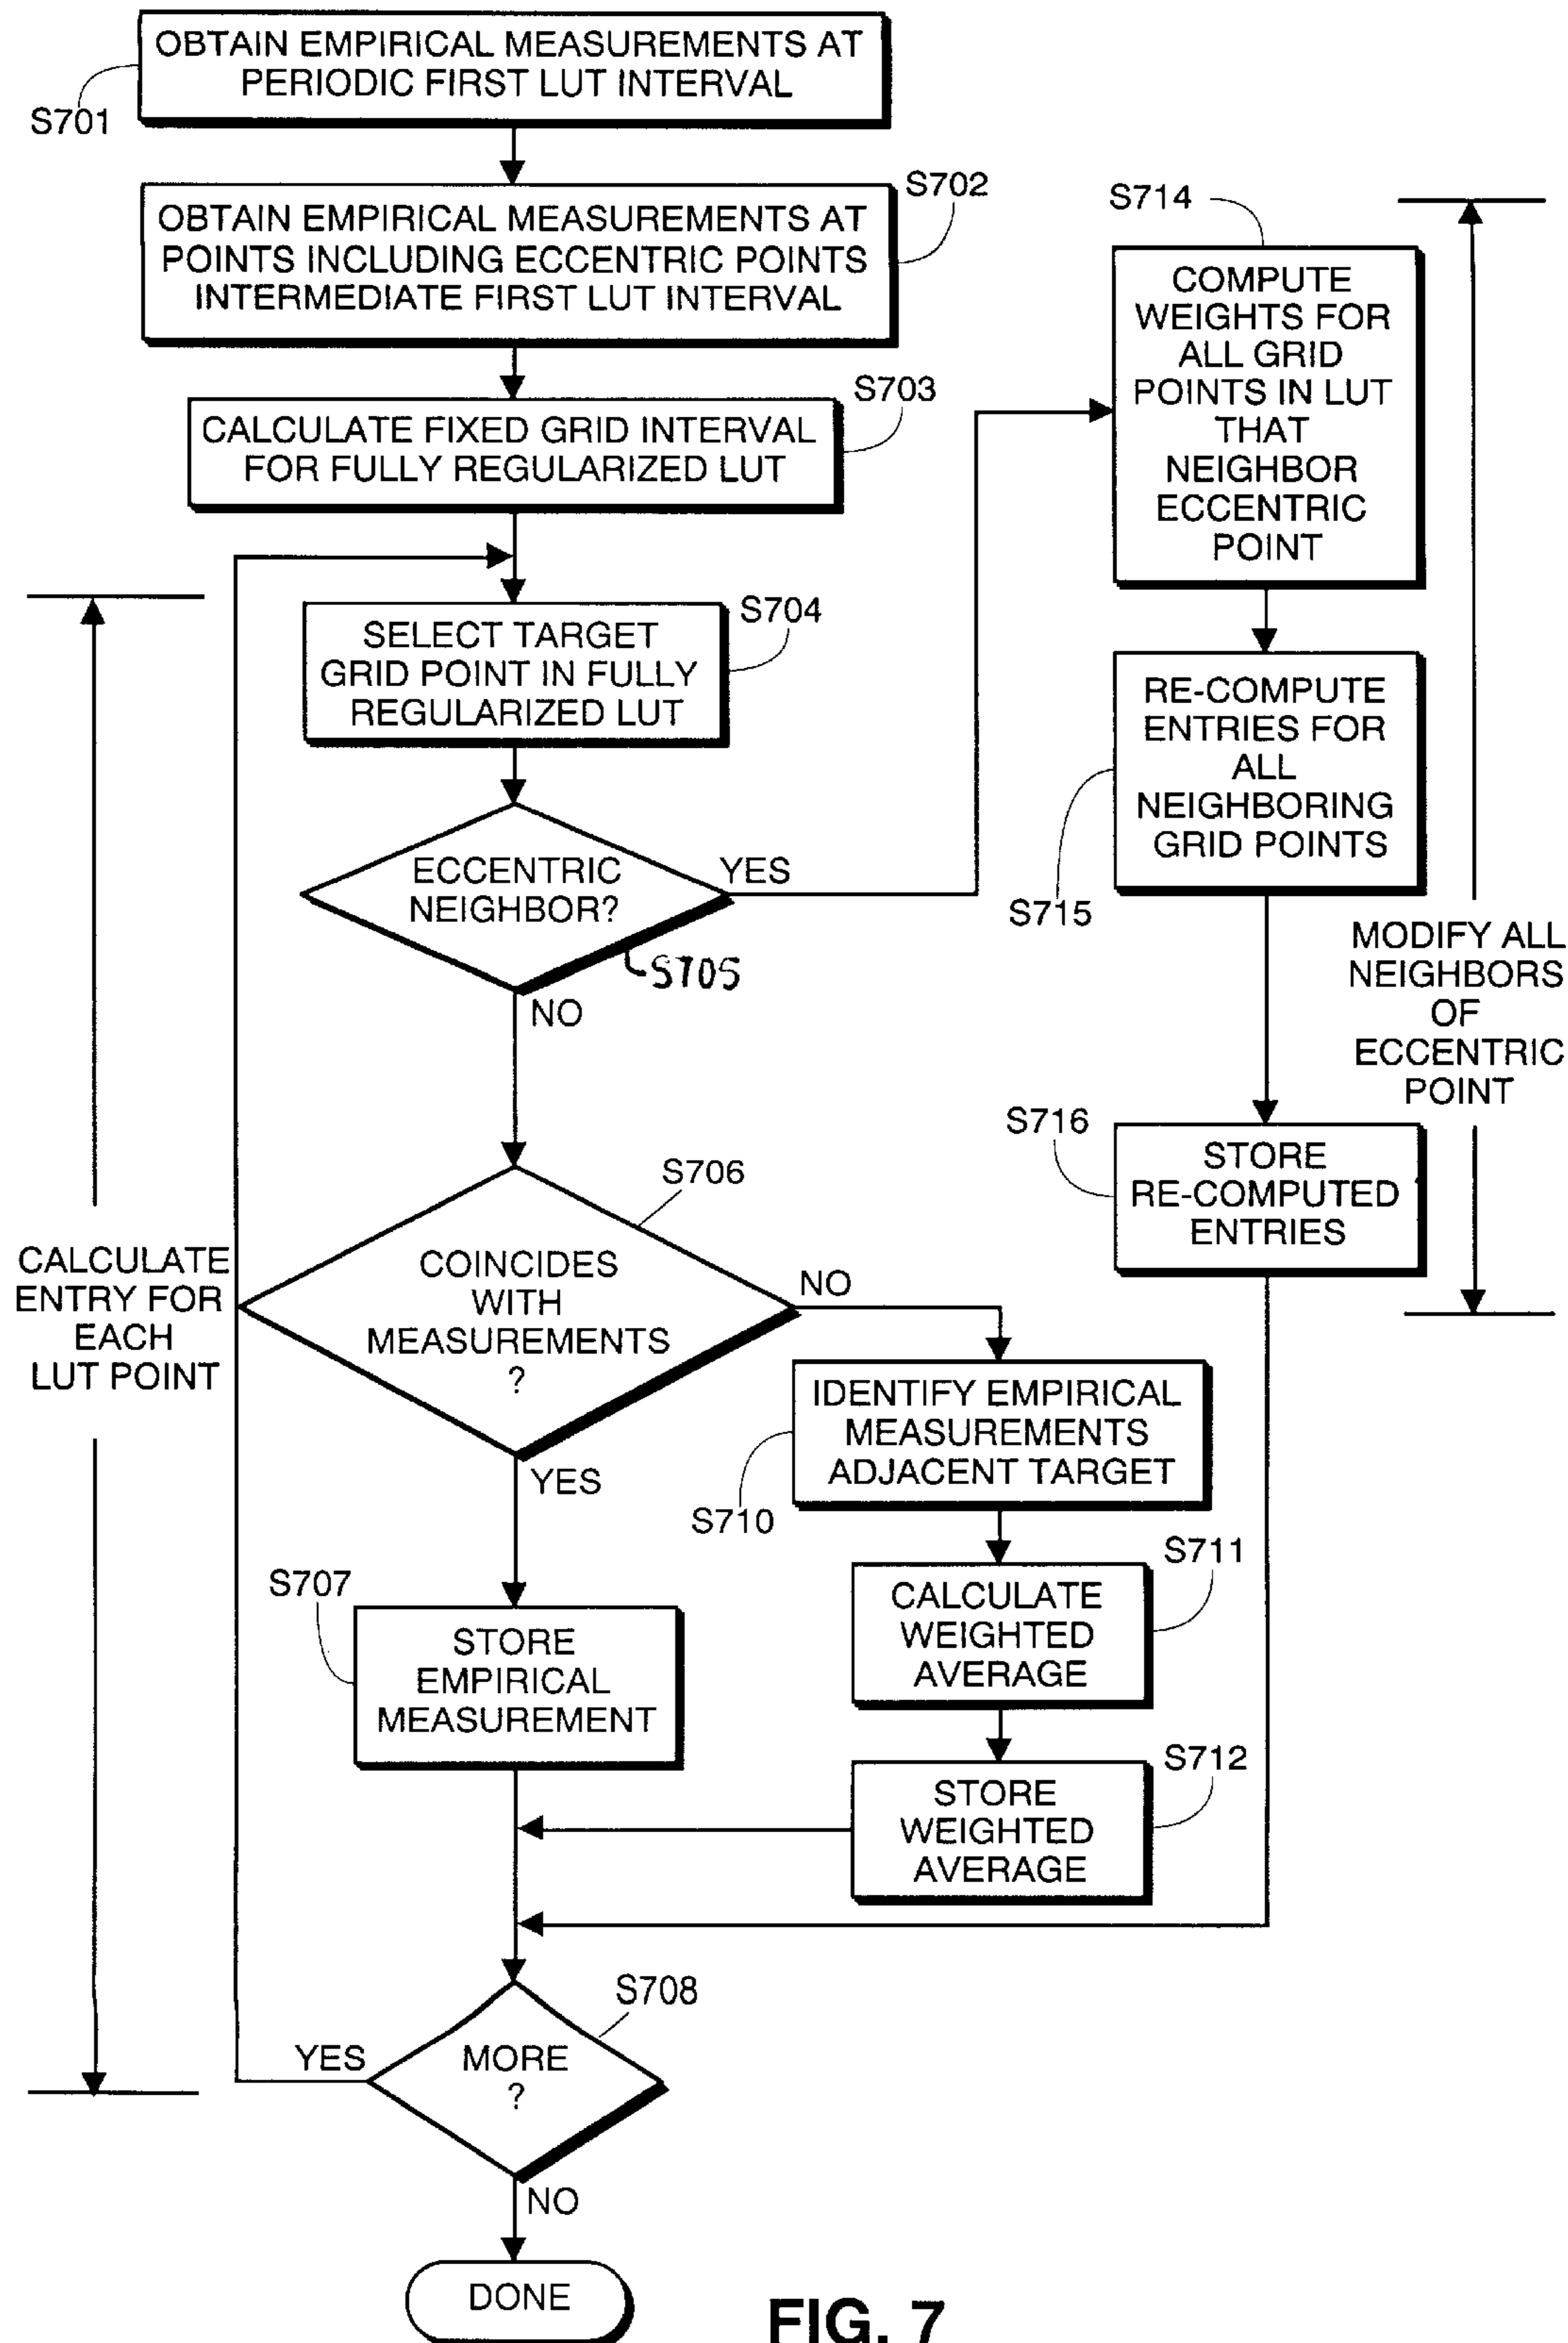 OBTAIN EMPIRICAL MEASUREMENTS AT
PERIODIC FIRST LUT INTERVAL
S701
OBTAIN EMPIRICAL MEASUREMENTS AT
POINTS INCLUDING ECCENTRIC POINTS
INTERMEDIATE FIRST LUT INTERVAL
S702
CALCULATE FIXED GRID INTERVAL
FOR FULLY REGULARIZED LUT
S703
SELECT TARGET
GRID POINT IN FULLY
REGULARIZED LUT
S704
ECCENTRIC
NEIGHBOR?
YES
S705
NO
S706
COINCIDES
WITH
MEASUREMENTS
?
NO
YES
CALCULATE
ENTRY FOR
EACH
LUT POINT
S707
STORE
EMPIRICAL
MEASUREMENT
IDENTIFY EMPIRICAL
MEASUREMENTS
ADJACENT TARGET
S710
S711
CALCULATE
WEIGHTED
AVERAGE
S712
STORE
WEIGHTED
AVERAGE
S714
COMPUTE
WEIGHTS FOR
ALL GRID
POINTS IN LUT
THAT
NEIGHBOR
ECCENTRIC
POINT
RE-COMPUTE
ENTRIES FOR
ALL
NEIGHBORING
GRID POINTS
S715
MODIFY ALL
NEIGHBORS
OF
ECCENTRIC
POINT
S716
STORE
RE-COMPUTED
ENTRIES
S708
MORE
?
YES
NO
DONE
FIG. 7